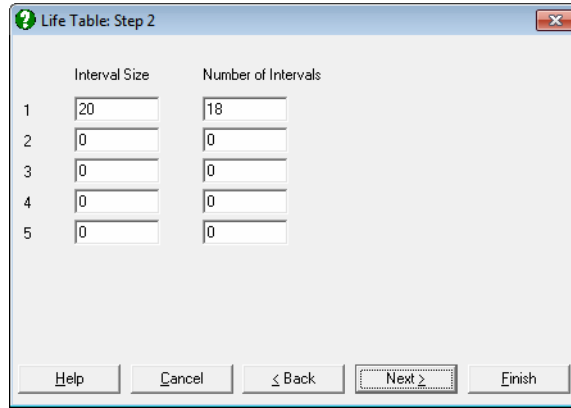 Life Table: Step 2
Interval Size Number of Intervals
1 20 18
2 0 0
3 0 0
4 0 0
5 0 0
Help Cancel < Back Next > Finish